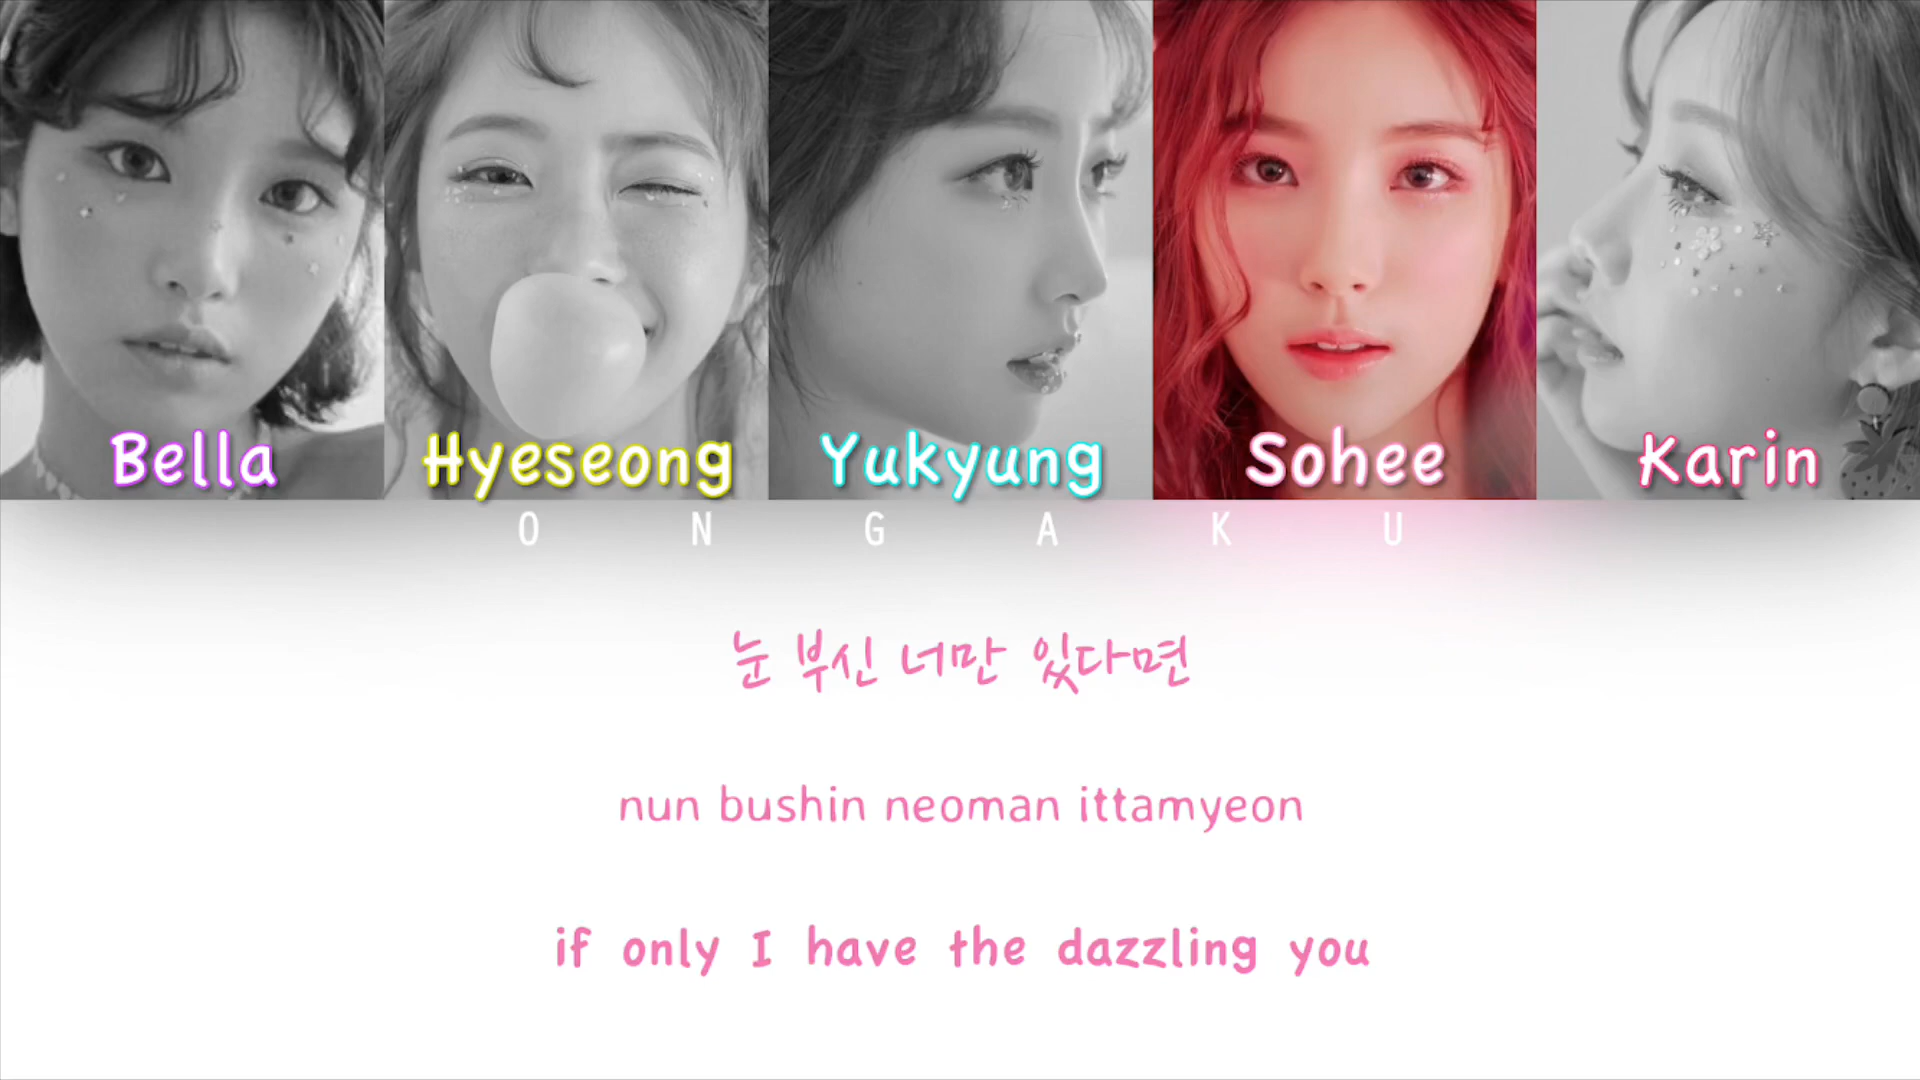 Bella Hyeseong Yukyung Sohee Karin
ONGAKU
눈 부신 너만 있다면
nun bushin neoman ittamyeon
if only I have the dazzling you